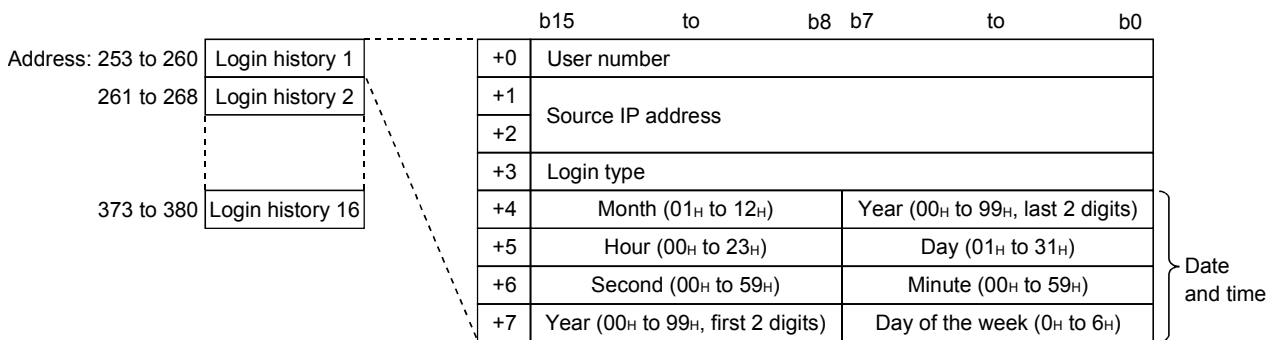 b15 to b8 b7 to b0
Address: 253 to 260 Login history 1 +0 User number
261 to 268 Login history 2 +1
Source IP address
+2
+3 Login type
373 to 380 Login history 16 +4 Month (01H to 12H) Year (00H to 99H, last 2 digits)
+5 Hour (00H to 23H) Day (01H to 31H)
+6 Second (00H to 59H) Minute (00H to 59H)
+7 Year (00H to 99H, first 2 digits) Day of the week (0H to 6H)
Date
and time